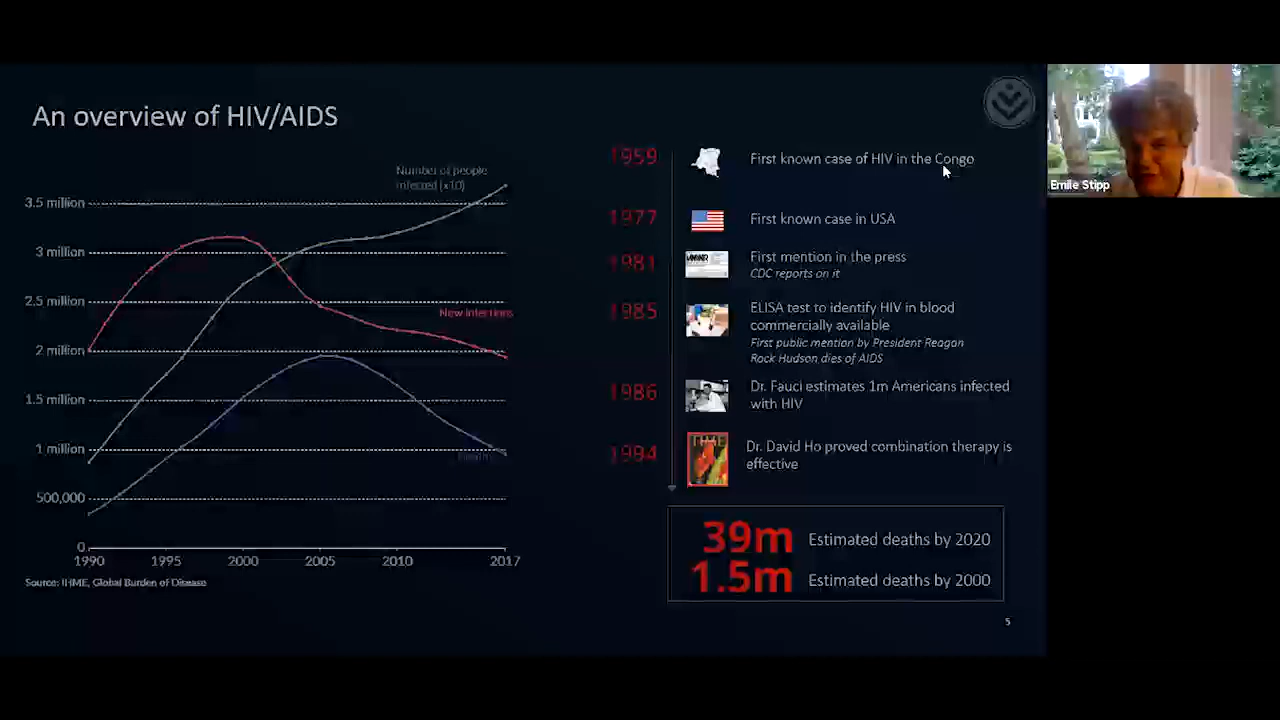 An overview of HIV/AIDS
Number of people
infected (x10)
3.5 million
3 million
2.5 million
2 million
1.5 million
1 million
500,000
0
New infections
Deaths
1990
1995
2000
2005
2010
2017
Source: IHME, Global Burden of Disease
1959
First known case of HIV in the Congo
1977
First known case in USA
1981
First mention in the press
CDC reports on it
1985
ELISA test to identify HIV in blood
commercially available
First public mention by President Reagan
Rock Hudson dies of AIDS
1986
Dr. Fauci estimates 1m Americans infected
with HIV
1994
TIME
Dr. David Ho proved combination therapy is
effective
39m Estimated deaths by 2020
1.5m Estimated deaths by 2000
5
Emile Stipp